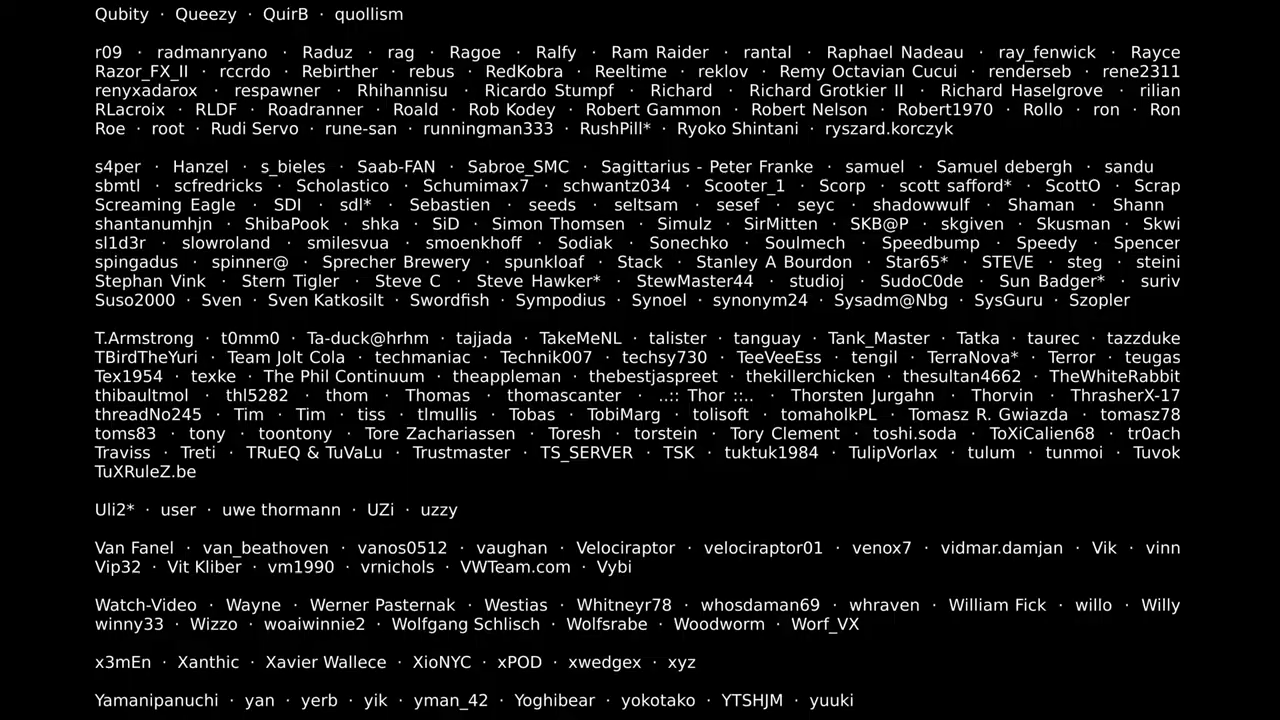 Qubity · Queezy · QuirB · quollism
r09 · radmanryano · Raduz · rag · Ragoe · Ralfy · Ram Raider · rantal · Raphael Nadeau · ray_fenwick · Rayce
Razor_FX_II · rccrdo · Rebirther · rebus · RedKobra · Reeltime · reklov · Remy Octavian Cucui · renderseb · rene2311
renyxadarox · respawner · Rhihannisu · Ricardo Stumpf · Richard · Richard Grotkier II · Richard Haselgrove · rilian
RLacroix · RLDF · Roadranner · Roald · Rob Kodey · Robert Gammon · Robert Nelson · Robert1970 · Rollo · ron · Ron
Roe · root · Rudi Servo · rune-san · runningman333 · RushPill* · Ryoko Shintani · ryszard.korczyk
s4per · Hanzel · s_bieles · Saab-FAN · Sabroe_SMC · Sagittarius - Peter Franke · samuel · Samuel debergh · sandu
sbmtl · scfredricks · Scholastico · Schumimax7 · schwantz034 · Scooter_1 · Scorp · scott safford* · ScottO · Scrap
Screaming Eagle · SDI · sdl* · Sebastien · seeds · seltsam · sesef · seyc · shadowwulf · Shaman · Shann
shantanumhjn · ShibaPook · shka · SiD · Simon Thomsen · Simulz · SirMitten · SKB@P · skgiven · Skusman · Skwi
sl1d3r · slowroland · smilesvua · smoenkhoff · Sodiak · Sonechko · Soulmech · Speedbump · Speedy · Spencer
spingadus · spinner@ · Sprecher Brewery · spunkloaf · Stack · Stanley A Bourdon · Star65* · STE\/E · steg · steini
Stephan Vink · Stern Tigler · Steve C · Steve Hawker* · StewMaster44 · studioj · SudoC0de · Sun Badger* · suriv
Suso2000 · Sven · Sven Katkosilt · Swordfish · Sympodius · Synoel · synonym24 · Sysadm@Nbg · SysGuru · Szopler
T.Armstrong · t0mm0 · Ta-duck@hrhm · tajjada · TakeMeNL · talister · tanguay · Tank_Master · Tatka · taurec · tazzduke
TBirdTheYuri · Team Jolt Cola · techmaniac · Technik007 · techsy730 · TeeVeeEss · tengil · TerraNova* · Terror · teugas
Tex1954 · texke · The Phil Continuum · theappleman · thebestjaspreet · thekillerchicken · thesultan4662 · TheWhiteRabbit
thibaultmol · thl5282 · thom · Thomas · thomascanter · ..:: Thor ::.. · Thorsten Jurgahn · Thorvin · ThrasherX-17
threadNo245 · Tim · Tim · tiss · tlmullis · Tobas · TobiMarg · tolisoft · tomaholkPL · Tomasz R. Gwiazda · tomasz78
toms83 · tony · toontony · Tore Zachariassen · Toresh · torstein · Tory Clement · toshi.soda · ToXiCalien68 · tr0ach
Traviss · Treti · TRuEQ & TuVaLu · Trustmaster · TS_SERVER · TSK · tuktuk1984 · TulipVorlax · tulum · tunmoi · Tuvok
TuXRuleZ.be
Uli2* · user · uwe thormann · UZi · uzzy
Van Fanel · van_beathoven · vanos0512 · vaughan · Velociraptor · velociraptor01 · venox7 · vidmar.damjan · Vik · vinn
Vip32 · Vit Kliber · vm1990 · vrnichols · VWTeam.com · Vybi
Watch-Video · Wayne · Werner Pasternak · Westias · Whitneyr78 · whosdaman69 · whraven · William Fick · willo · Willy
winny33 · Wizzo · woaiwinnie2 · Wolfgang Schlisch · Wolfsrabe · Woodworm · Worf_VX
x3mEn · Xanthic · Xavier Wallece · XioNYC · xPOD · xwedgex · xyz
Yamanipanuchi · yan · yerb · yik · yman_42 · Yoghibear · yokotako · YTSHJM · yuuki